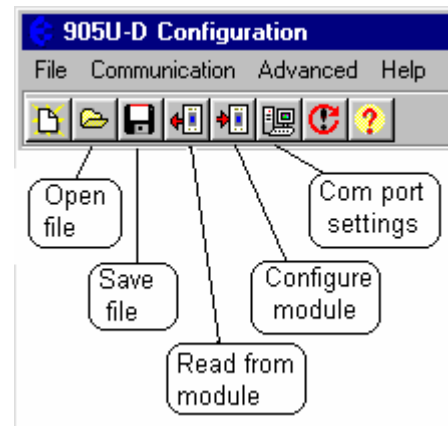 905U-D Configuration
File Communication Advanced Help
?
Open
file
Com port
settings
Save
file
Configure
module
Read from
module